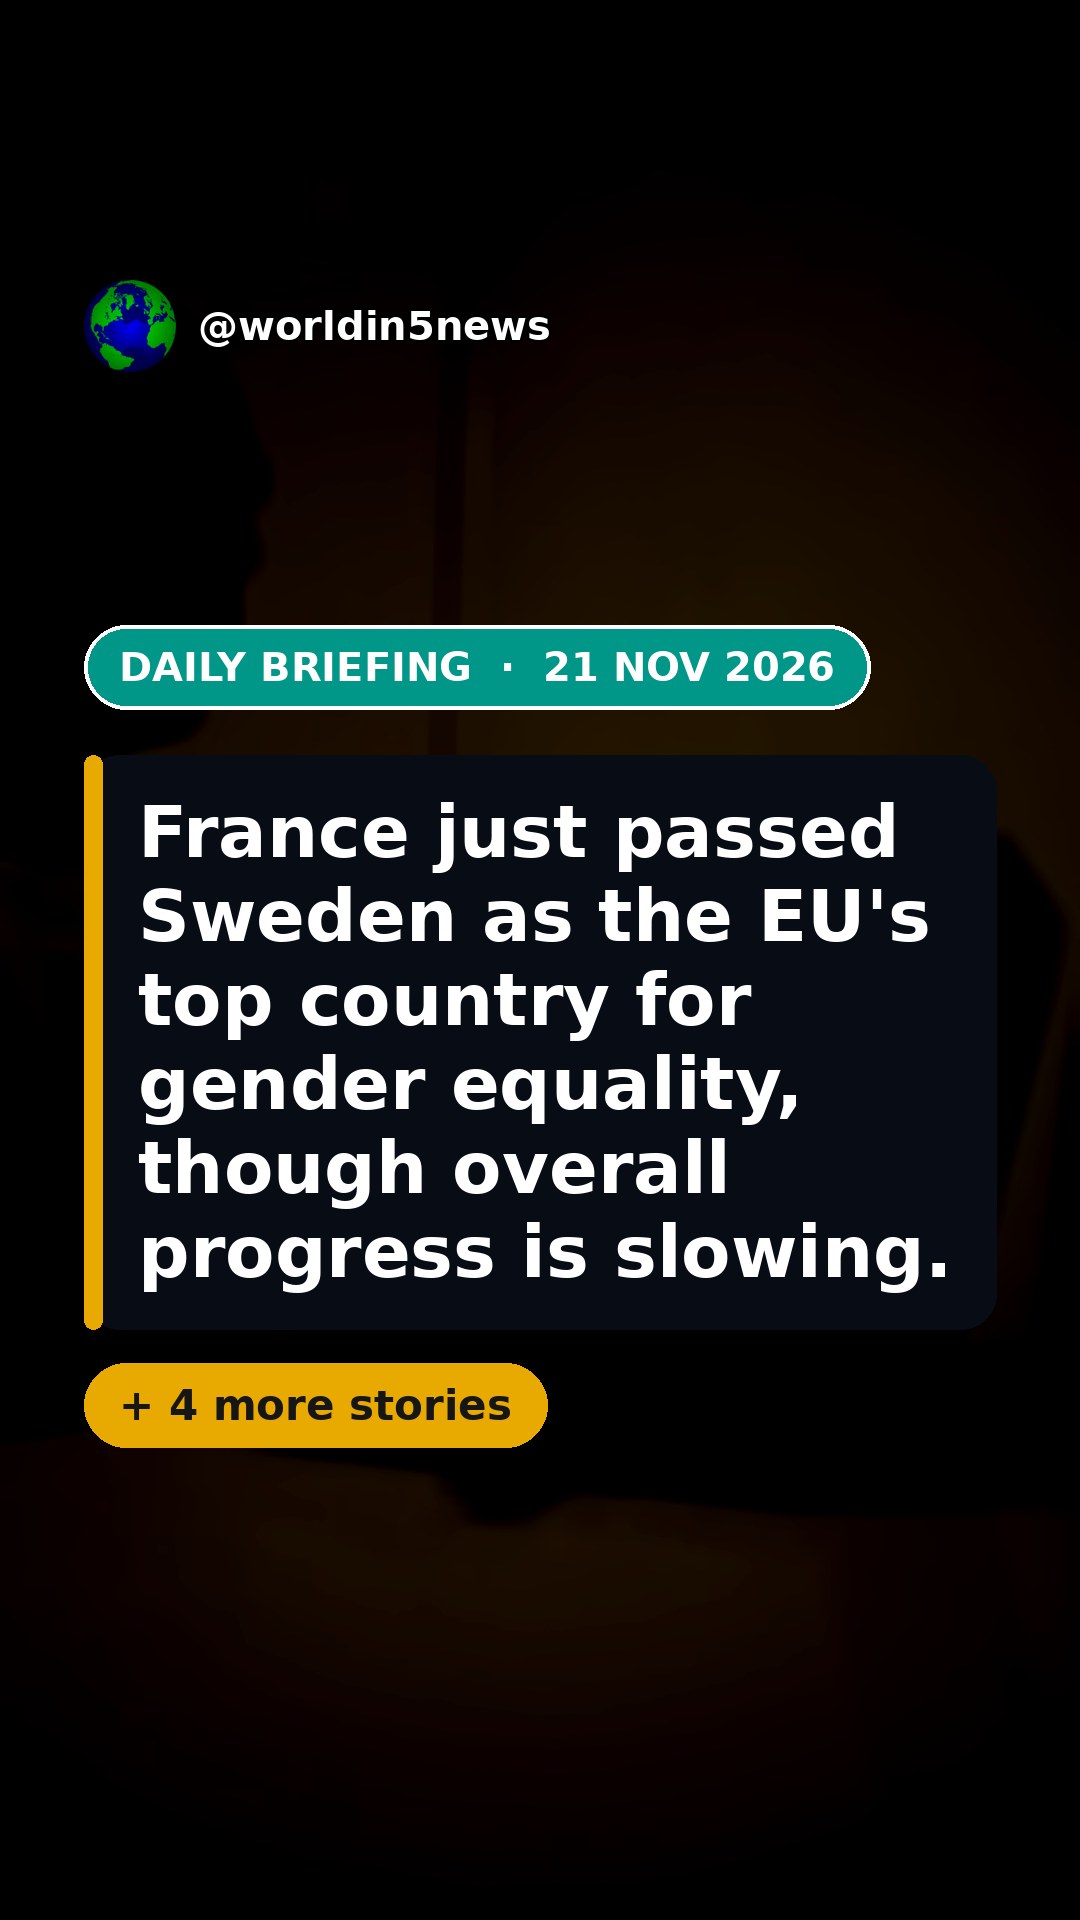 @worldin5news
DAILY BRIEFING · 21 NOV 2026
France just passed
Sweden as the EU's
top country for
gender equality,
though overall
progress is slowing.
+ 4 more stories